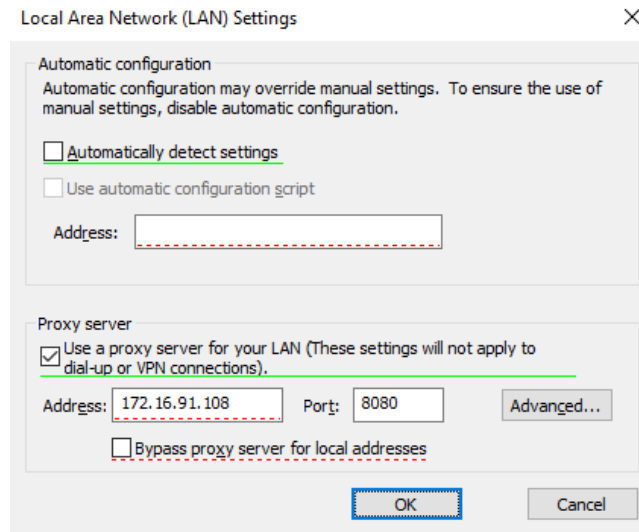 Local Area Network (LAN) Settings
Automatic configuration
Automatic configuration may override manual settings. To ensure the use of
manual settings, disable automatic configuration.
Automatically detect settings
Use automatic configuration script
Address:
Proxy server
Use a proxy server for your LAN (These settings will not apply to
dial-up or VPN connections).
Address: 172.16.91.108 Port: 8080 Advanced...
Bypass proxy server for local addresses
OK Cancel